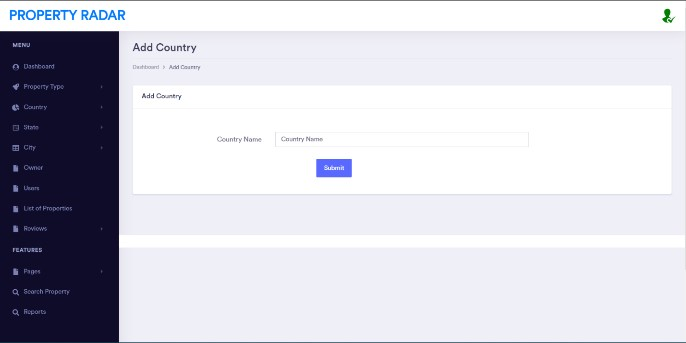 PROPERTY RADAR
MENU
Dashboard
Property Type
Country
State
City
Owner
Users
List of Properties
Reviews
FEATURES
Pages
Search Property
Reports
Add Country
Dashboard > Add Country
Add Country
Country Name Country Name
Submit